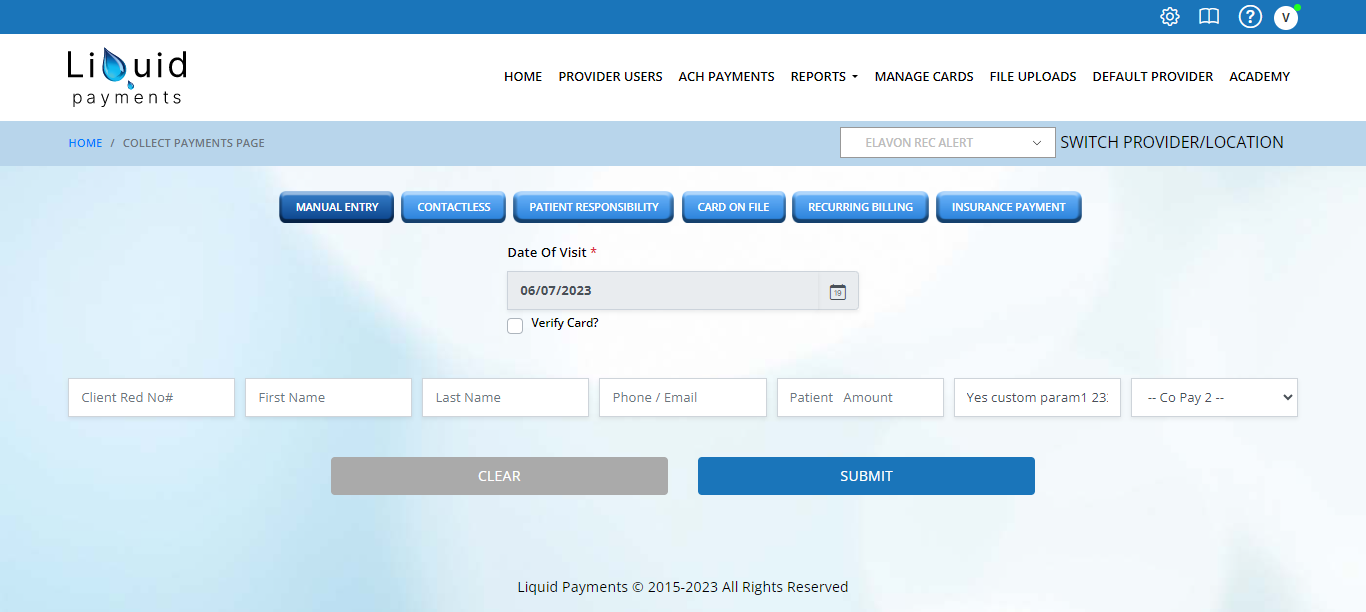 V
Liquid
payments
HOME PROVIDER USERS ACH PAYMENTS REPORTS MANAGE CARDS FILE UPLOADS DEFAULT PROVIDER ACADEMY
HOME / COLLECT PAYMENTS PAGE
ELAVON REC ALERT
SWITCH PROVIDER/LOCATION
MANUAL ENTRY CONTACTLESS PATIENT RESPONSIBILITY CARD ON FILE RECURRING BILLING INSURANCE PAYMENT
Date Of Visit *
06/07/2023
19
Verify Card?
Client Red No# First Name Last Name Phone / Email Patient Amount Yes custom param1 23 -- Co Pay 2 --
CLEAR SUBMIT
Liquid Payments © 2015-2023 All Rights Reserved